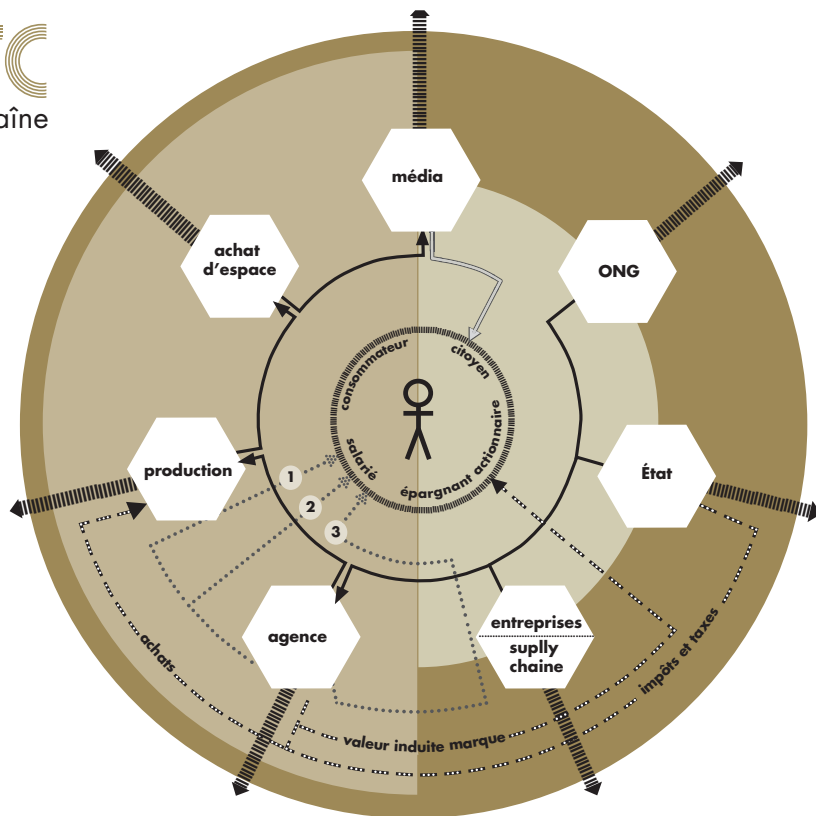 aîne
média
achat
d'espace
ONG
consommateur
citoyen
salarié
épargnant actionnaire
production
État
1
2
3
agence
entreprises
suplly
chaine
achats
valeur induite marque
impôts et taxes